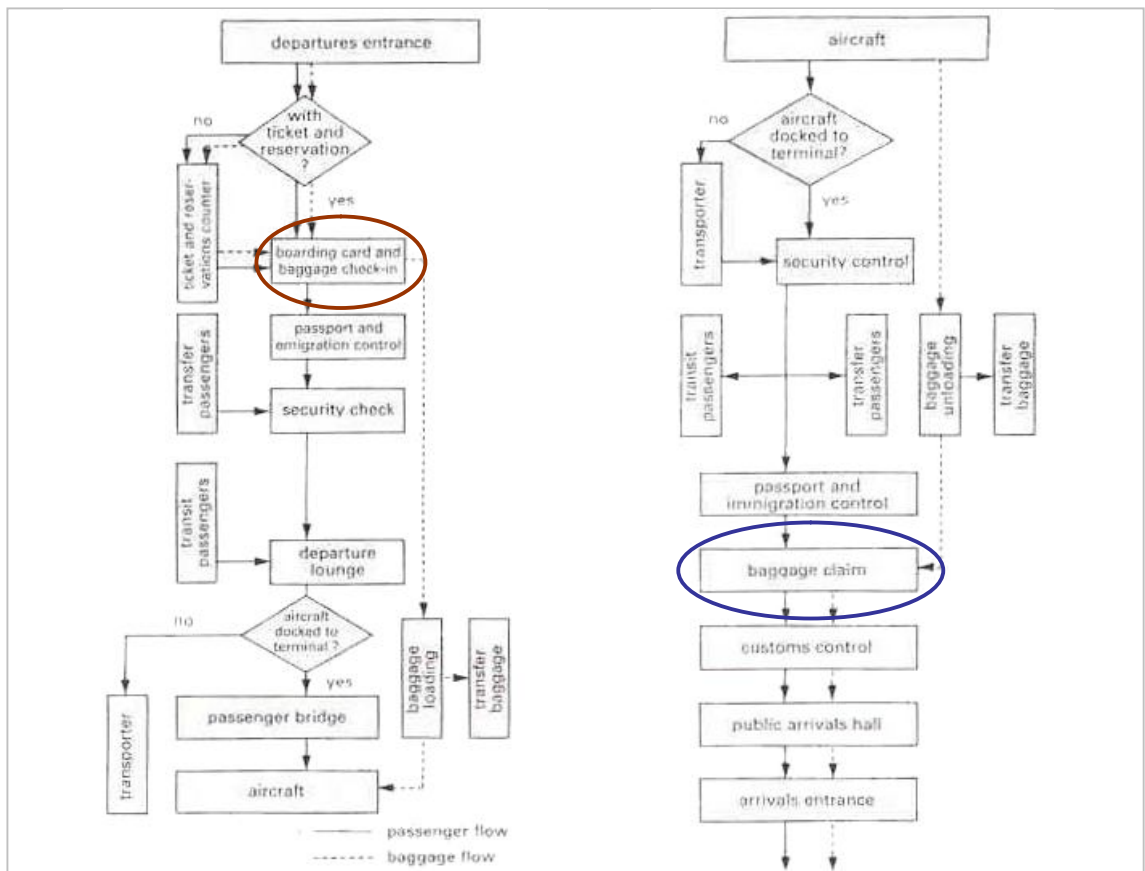 departures entrance
with
ticket and
reservation
?
no
yes
ticket and reser-
vations counter
boarding card and
baggage check-in
passport and
emigration control
transfer
passengers
security check
transit
passengers
departure
lounge
aircraft
docked to
terminal?
no
yes
transporter
passenger bridge
aircraft
baggage
loading
transfer
baggage
passenger flow
baggage flow
aircraft
aircraft
docked to
terminal?
no
yes
transporter
security control
transit
passengers
transfer
passengers
baggage
unloading
transfer
baggage
passport and
immigration control
baggage claim
customs control
public arrivals hall
arrivals entrance